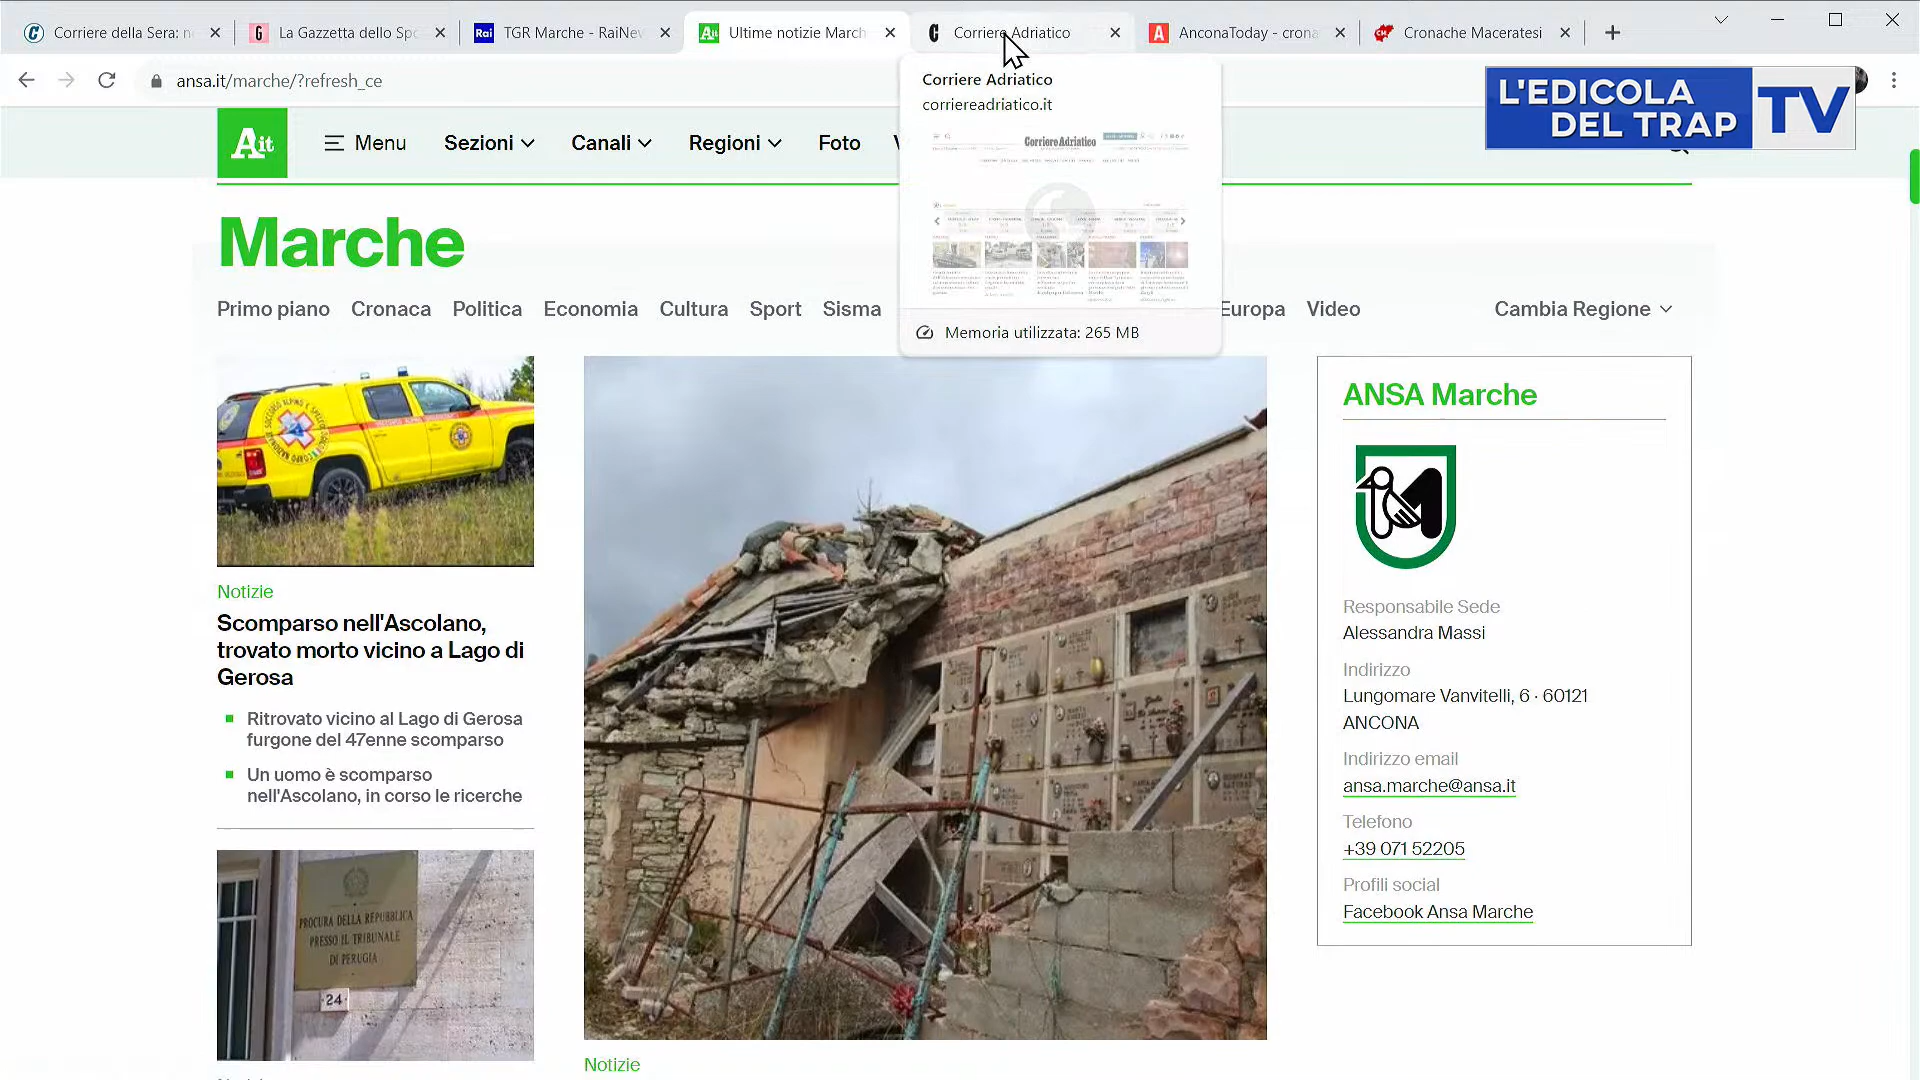 Corriere della Sera: n
La Gazzetta dello Spo
Rai
TGR Marche - RaiNew
Ultime notizie March
Corriere Adriatico
AnconaToday - crona
Cronache Maceratesi
ansa.it/marche/?refresh_ce
Corriere Adriatico
corriereadriatico.it
Corriere Adriatico
Memoria utilizzata: 265 MB
L'EDICOLA
DEL TRAP
TV
A.it
Menu
Sezioni
Canali
Regioni
Foto
Marche
Primo piano
Cronaca
Politica
Economia
Cultura
Sport
Sisma
Europa
Video
Cambia Regione
Notizie
Scomparso nell'Ascolano,
trovato morto vicino a Lago di
Gerosa
Ritrovato vicino al Lago di Gerosa
furgone del 47enne scomparso
Un uomo è scomparso
nell'Ascolano, in corso le ricerche
PROCURA DELLA REPUBBLICA
PRESSO IL TRIBUNALE
DI PERUGIA
24
Notizie
ANSA Marche
Responsabile Sede
Alessandra Massi
Indirizzo
Lungomare Vanvitelli, 6 · 60121
ANCONA
Indirizzo email
ansa.marche@ansa.it
Telefono
+39 071 52205
Profili social
Facebook Ansa Marche